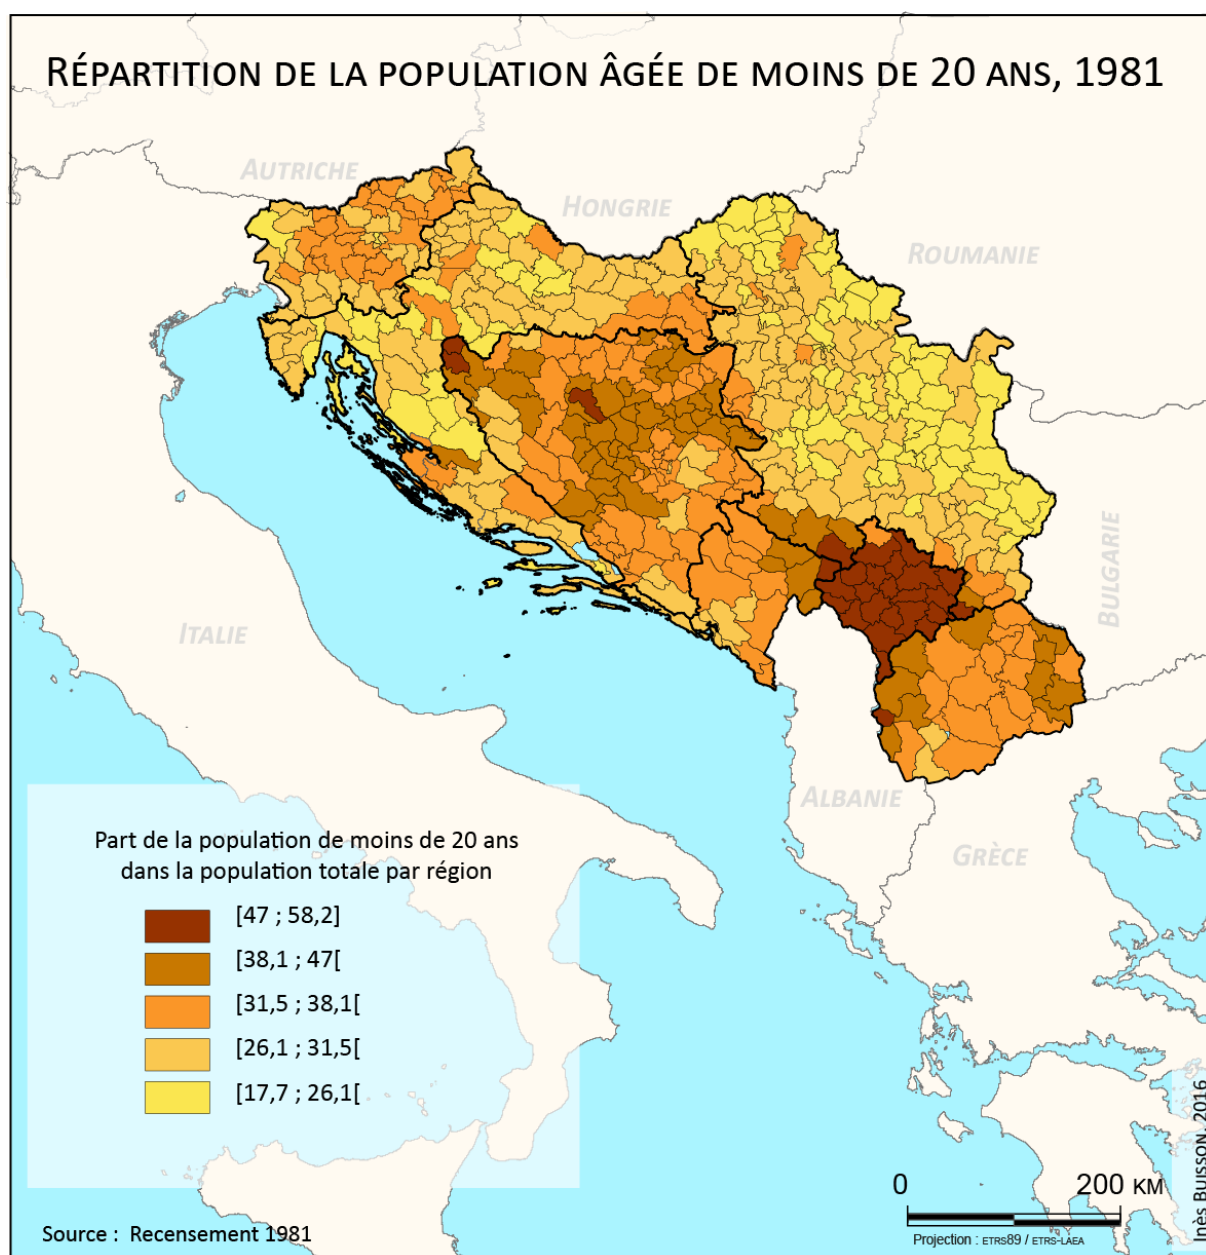 RÉPARTITION DE LA POPULATION ÂGÉE DE MOINS DE 20 ANS, 1981
AUTRICHE
HONGRIE
ROUMANIE
BULGARIE
ITALIE
ALBANIE
GRÈCE
Part de la population de moins de 20 ans
dans la population totale par région
[47 ; 58,2]
[38,1 ; 47[
[31,5 ; 38,1[
[26,1 ; 31,5[
[17,7 ; 26,1[
Source : Recensement 1981
0 200 KM
Projection : ETRS89 / ETRS-LAEA
Inès BUISSON, 2016